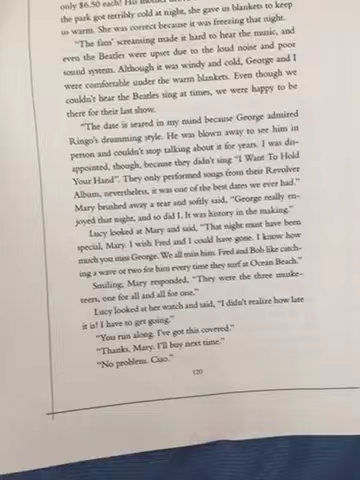 only $6.50 each! His mother
the park got terribly cold at night, she gave us blankets to keep
us warm. She was correct because it was freezing that night.
"The fans' screaming made it hard to hear the music, and
even the Beatles were upset due to the loud noise and poor
sound system. Although it was windy and cold, George and I
were comfortable under the warm blankets. Even though we
couldn't hear the Beatles sing at times, we were happy to be
there for their last show.
"The date is seared in my mind because George admired
Ringo's drumming style. He was blown away to see him in
person and couldn't stop talking about it for years. I was dis-
appointed, though, because they didn't sing "I Want To Hold
Your Hand". They only performed songs from their Revolver
Album, nevertheless, it was one of the best dates we ever had."
Mary brushed away a tear and softly said, "George really en-
joyed that night, and so did I. It was history in the making."
Lucy looked at Mary and said, "That night must have been
special, Mary. I wish Fred and I could have gone. I know how
much you miss George. We all miss him. Fred and Bob like catch-
ing a wave or two for him every time they surf at Ocean Beach."
Smiling, Mary responded, "They were the three muske-
teers, one for all and all for one."
Lucy looked at her watch and said, "I didn't realize how late
it is! I have to get going."
"You run along. I've got this covered."
"Thanks, Mary. I'll buy next time."
"No problem. Ciao."
120